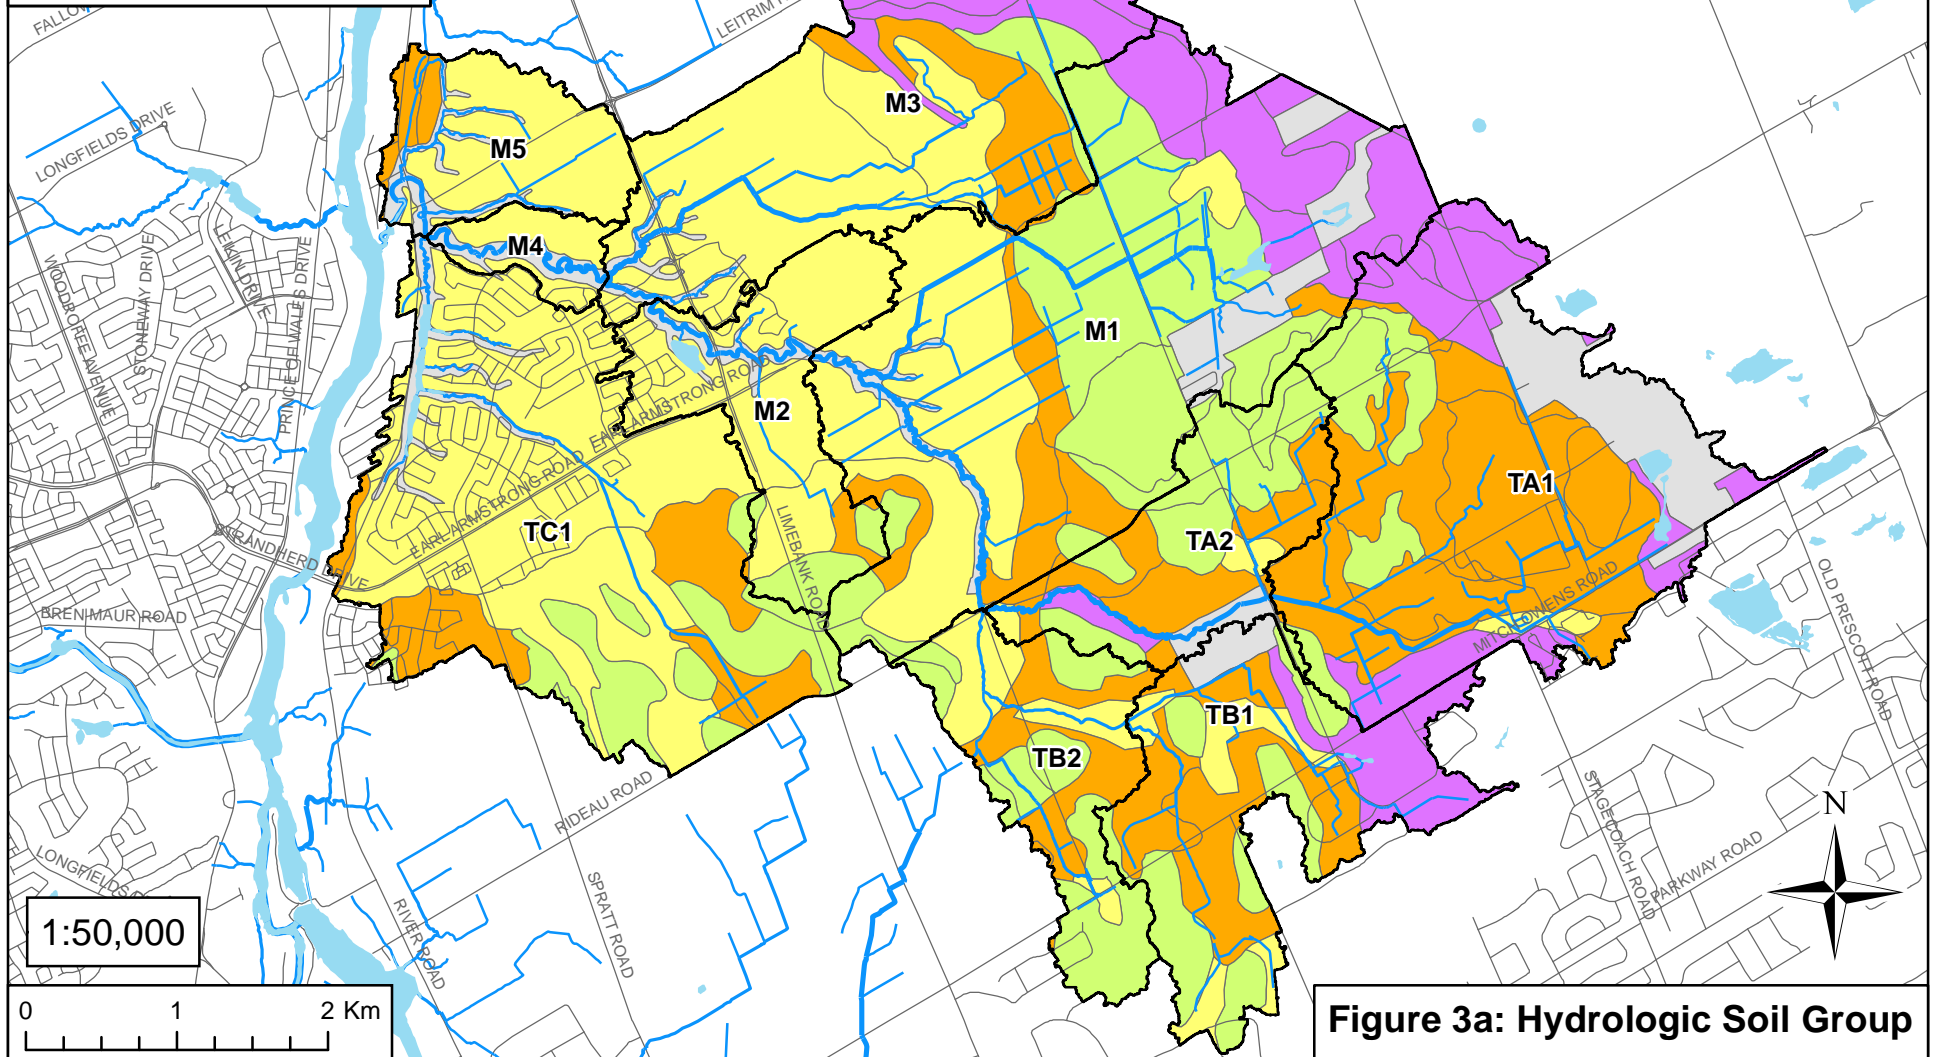 FALLOW
LEITRIM R
LONGFIELDS DRIVE
M3
M5
M4
LEIKIN DRIVE
STONEWAY DRIVE
WOODROFFE AVENUE
PRINCE OF WALES DRIVE
M1
M2
EARL ARMSTRONG ROAD
EARL ARMSTRONG ROAD
TA1
TC1
TA2
LIMEBANK ROAD
STRANDHERD DRIVE
BREN MAUR ROAD
MITCH OWENS ROAD
OLD PRESCOTT ROAD
TB1
TB2
RIDEAU ROAD
STAGECOACH ROAD
PARKWAY ROAD
N
LONGFIELDS D
SPRATT ROAD
RIVER ROAD
1:50,000
0 1 2 Km
Figure 3a: Hydrologic Soil Group